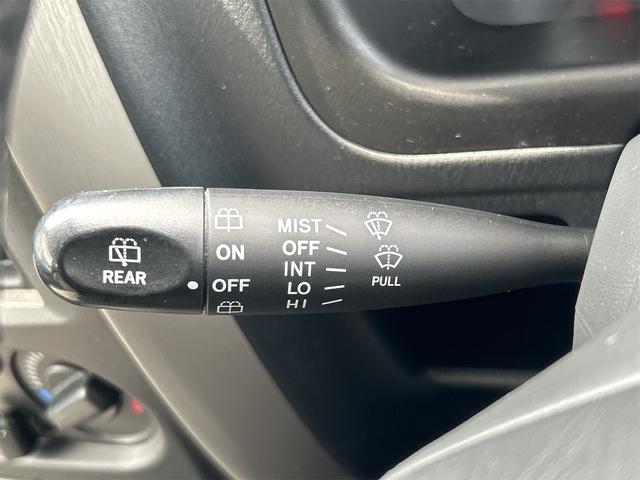 REAR
ON
OFF
MIST
OFF
INT
LO
HI
PULL